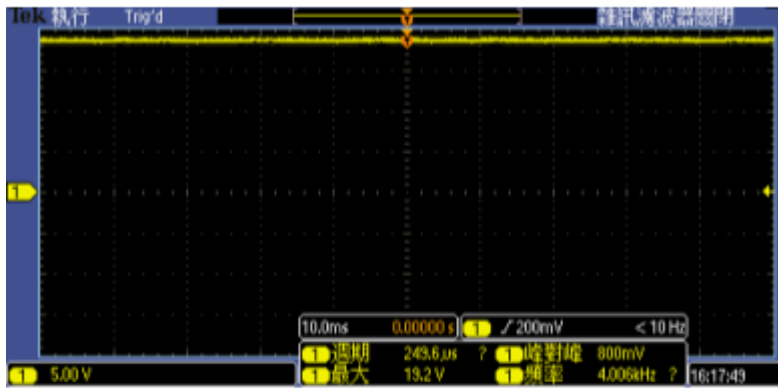 Tek 執行 Trig'd 雜訊濾波器關閉
1
10.0ms 0.00000 s 1 200mV < 10 Hz
1 週期 249.6µs ? 1 峰對峰 800mV
1 最大 19.2 V 1 頻率 4.006kHz ?
1 5.00 V 16:17:49